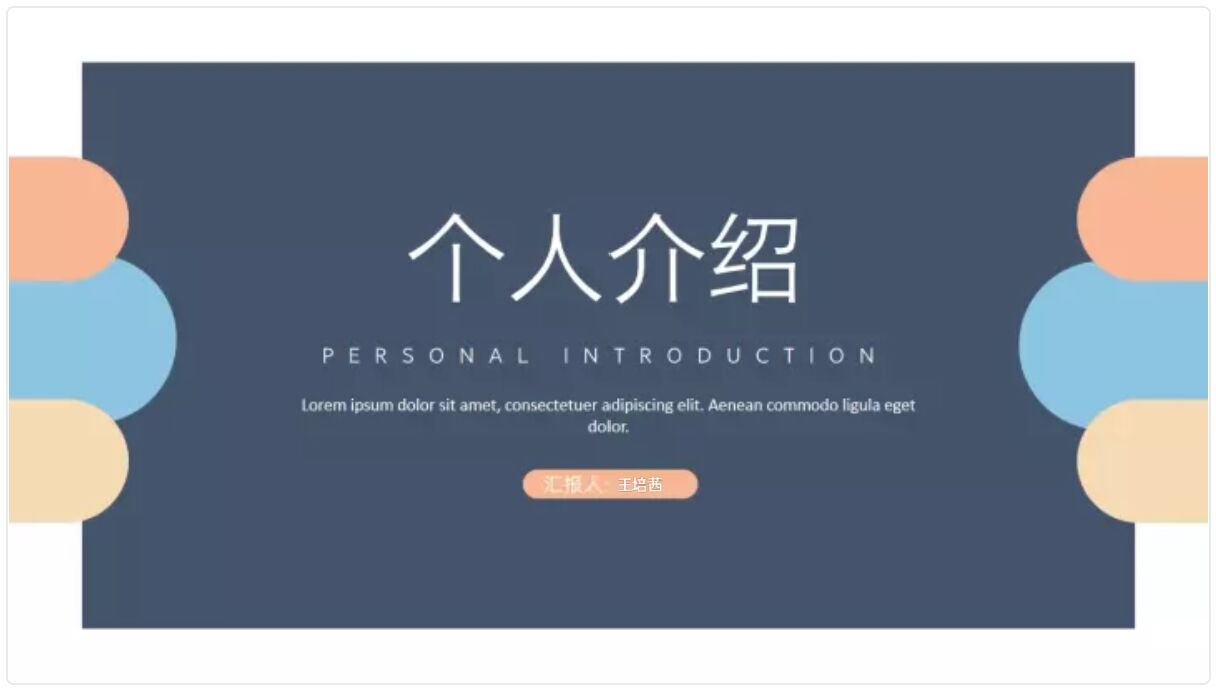 个人介绍
PERSONAL INTRODUCTION
Lorem ipsum dolor sit amet, consectetuer adipiscing elit. Aenean commodo ligula eget
dolor.
汇报人: 王培茜